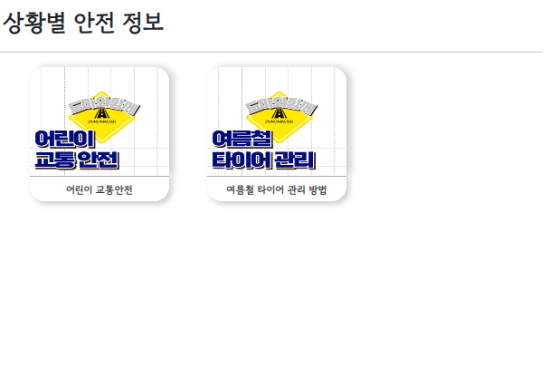 상황별 안전 정보
어린이
교통 안전
어린이 교통안전
여름철
타이어 관리
여름철 타이어 관리 방법